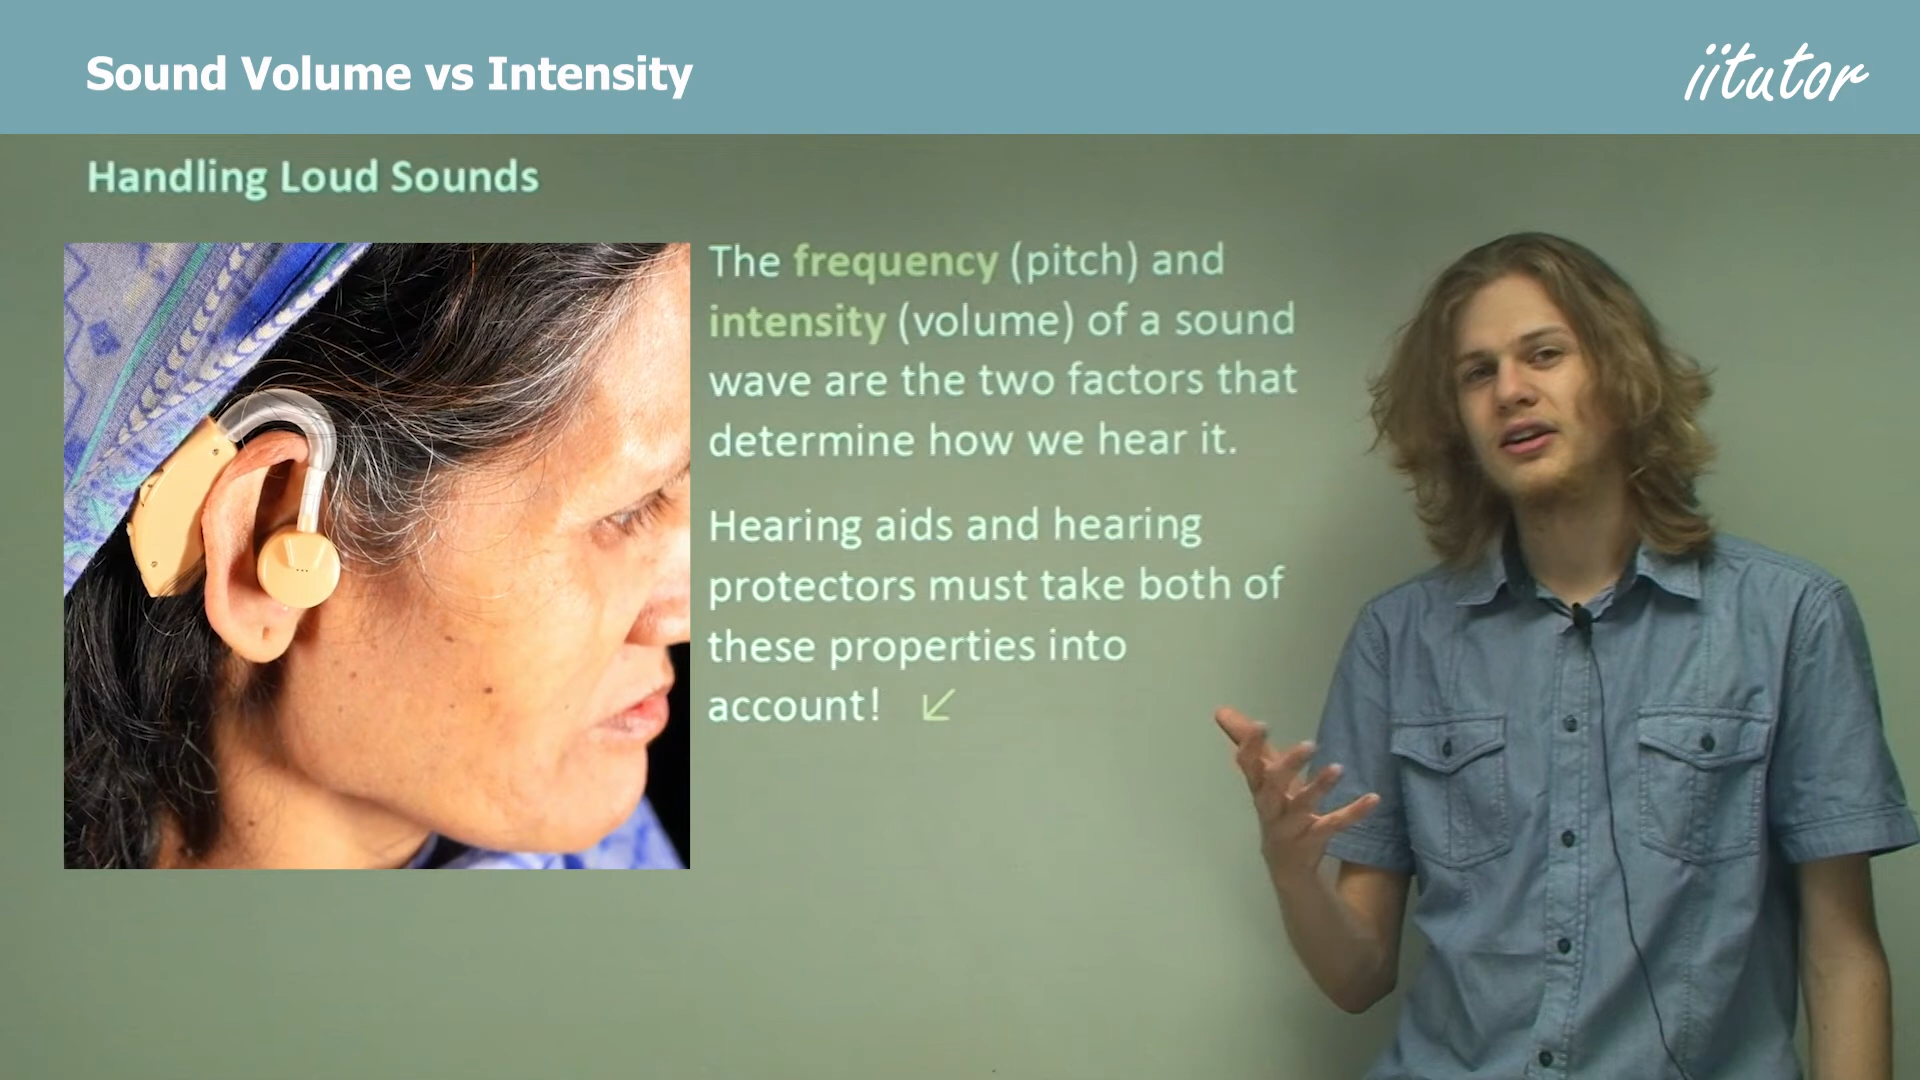 Sound Volume vs Intensity
iitutor
Handling Loud Sounds
The frequency (pitch) and
intensity (volume) of a sound
wave are the two factors that
determine how we hear it.
Hearing aids and hearing
protectors must take both of
these properties into
account! ↙